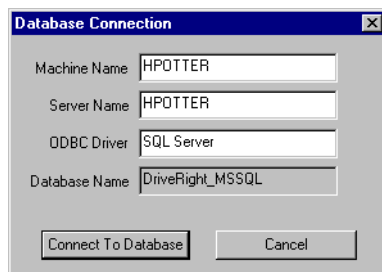 Database Connection
Machine Name HPOTTER
Server Name HPOTTER
ODBC Driver SQL Server
Database Name DriveRight_MSSQL
Connect To Database Cancel